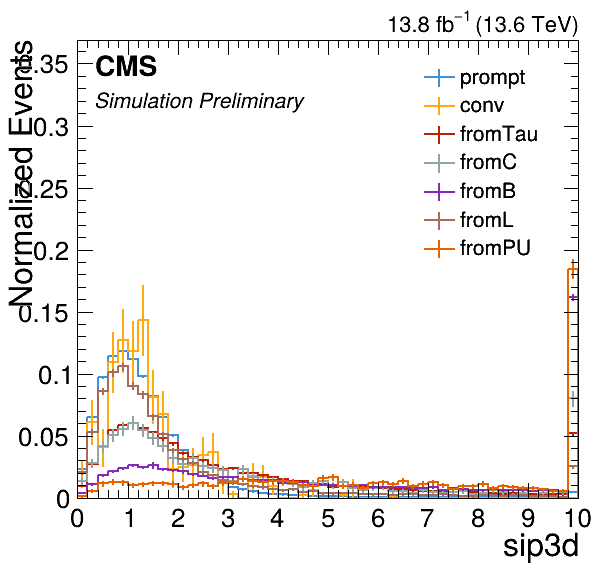 13.8 fb⁻¹ (13.6 TeV)
CMS
Simulation Preliminary
prompt
conv
fromTau
fromC
fromB
fromL
fromPU
Normalized Events
0.35
0.3
0.25
0.2
0.15
0.1
0.05
0
0 1 2 3 4 5 6 7 8 9 10
sip3d